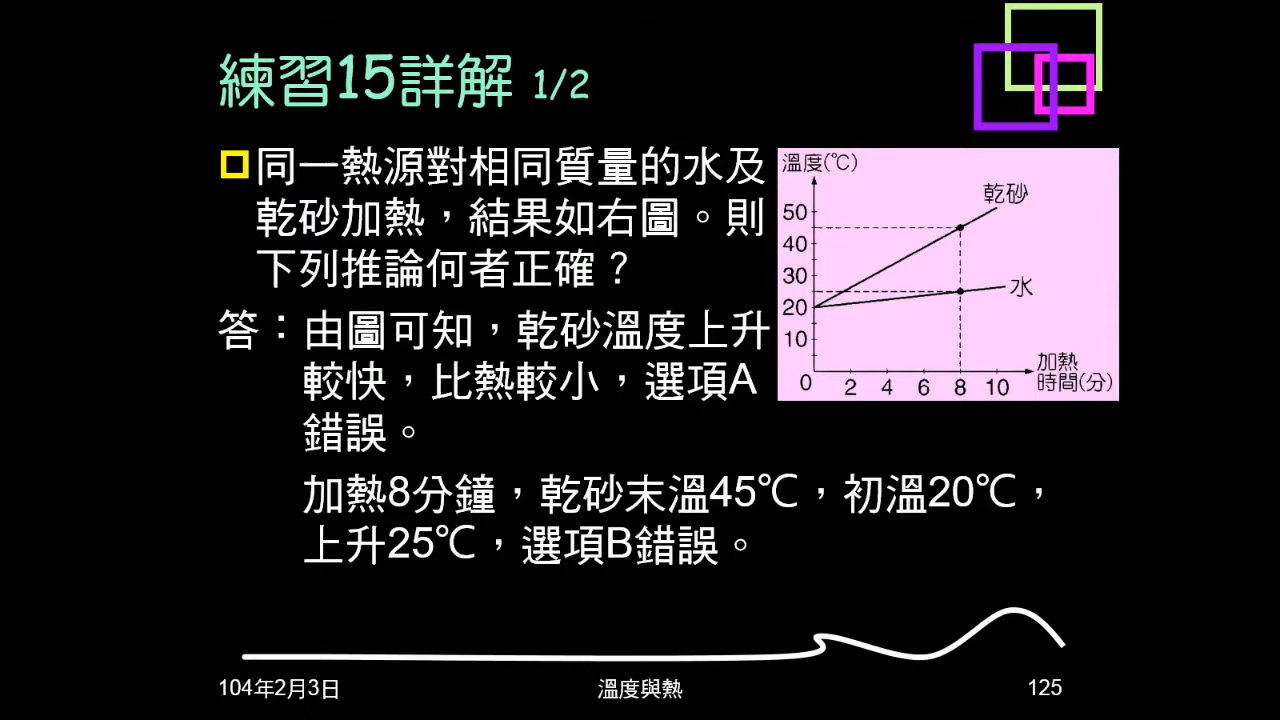 練習15詳解 1/2
同一熱源對相同質量的水及
乾砂加熱，結果如右圖。則
下列推論何者正確？
答：由圖可知，乾砂溫度上升
較快，比熱較小，選項A
錯誤。
加熱8分鐘，乾砂末溫45℃，初溫20℃，
上升25℃，選項B錯誤。
溫度(℃)
乾砂
50
40
30
水
20
10
加熱
時間(分)
0 2 4 6 8 10
104年2月3日
溫度與熱
125